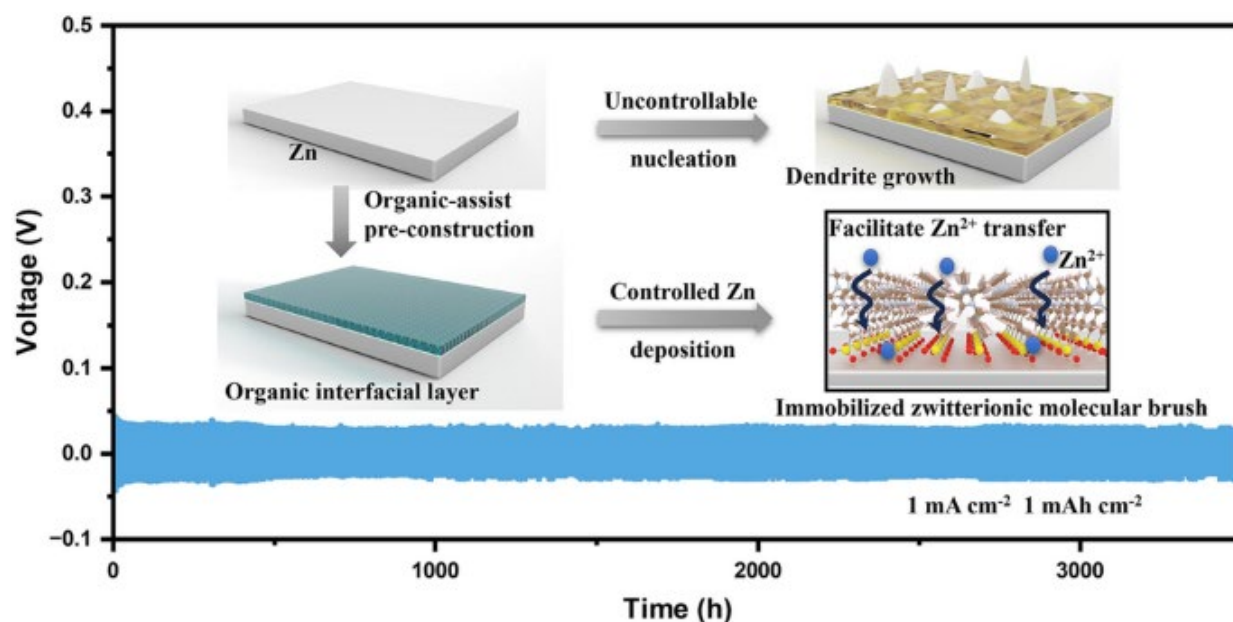 0.5
0.4
0.3
0.2
0.1
0.0
−0.1
Voltage (V)
0
1000
2000
3000
Time (h)
Zn
Uncontrollable
nucleation
Dendrite growth
Organic-assist
pre-construction
Organic interfacial layer
Controlled Zn
deposition
Facilitate Zn²⁺ transfer
Zn²⁺
Immobilized zwitterionic molecular brush
1 mA cm⁻² 1 mAh cm⁻²